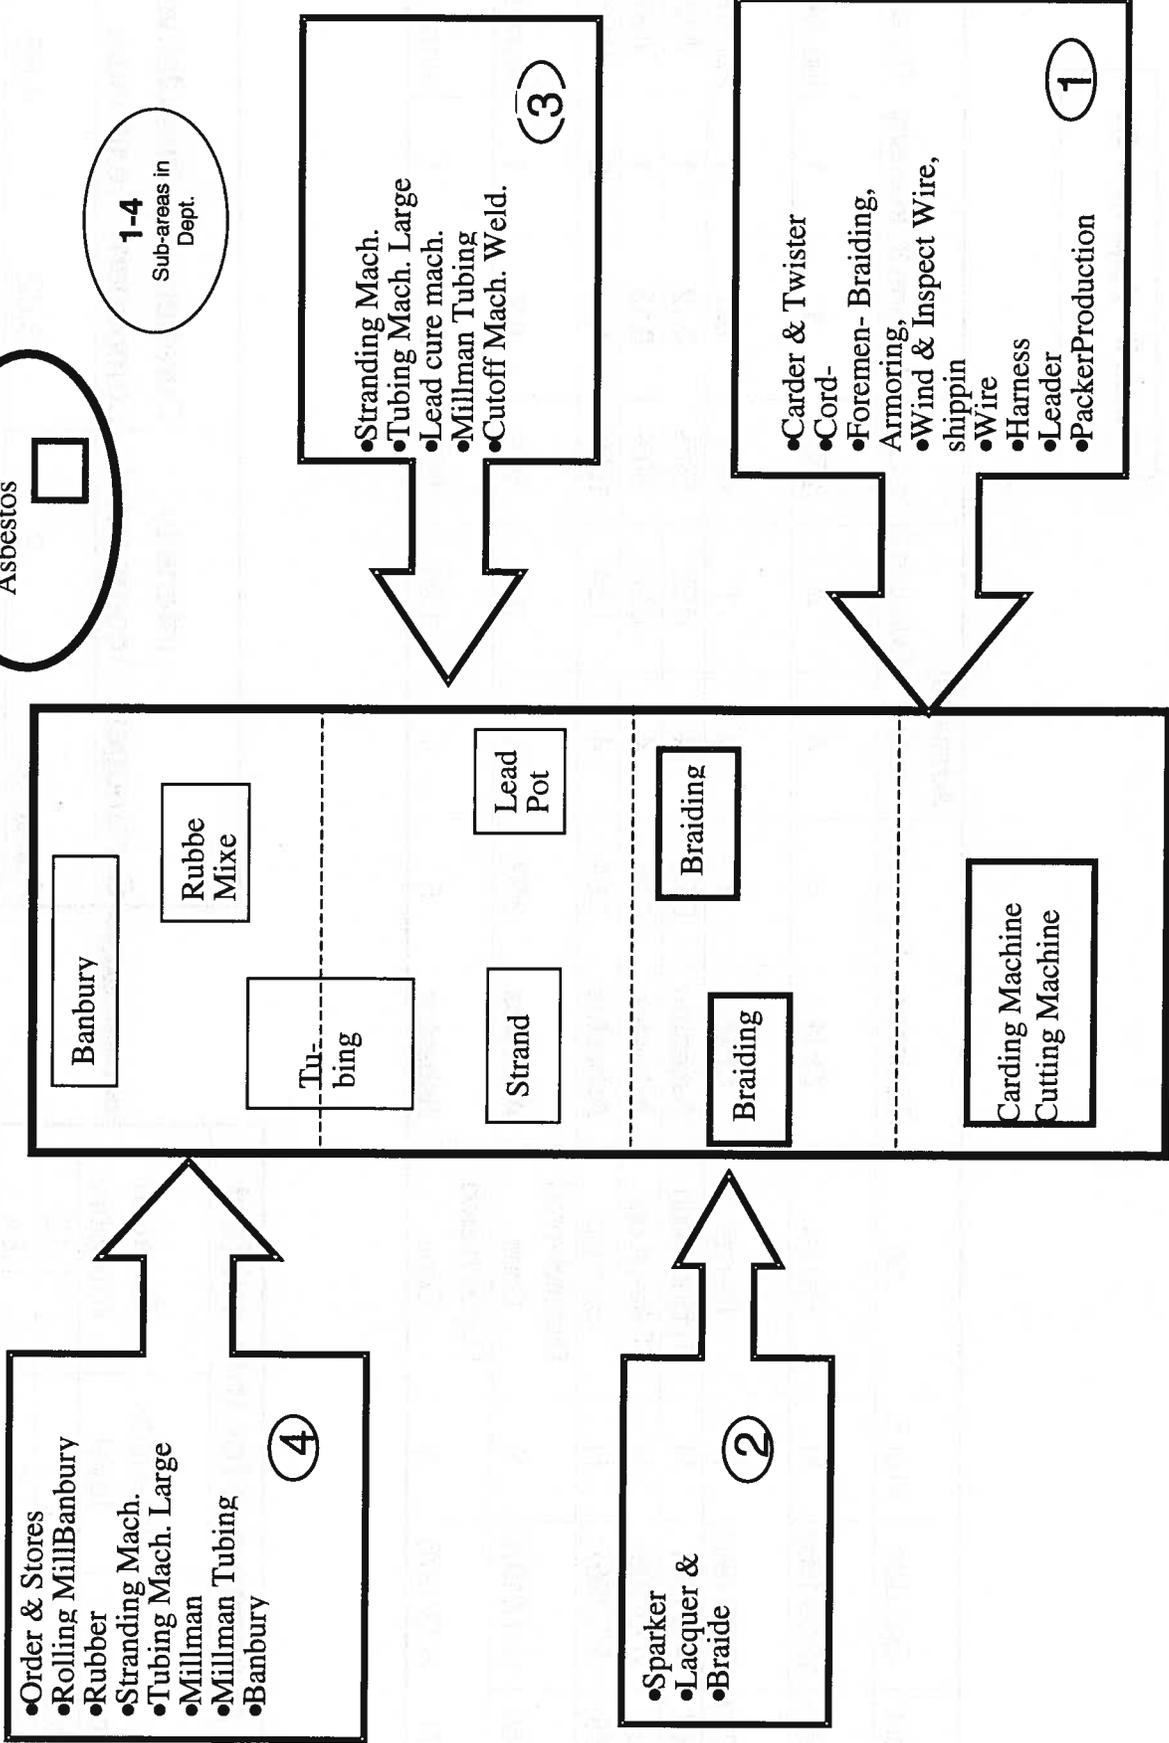 •Order & Stores
•Rolling MillBanbury
•Rubber
•Stranding Mach.
•Tubing Mach. Large
•Millman
•Millman Tubing
•Banbury
4
•Sparker
•Lacquer &
•Braide
2
Banbury
Rubbe
Mixe
Tu-
bing
Strand
Lead
Pot
Braiding
Braiding
Carding Machine
Cutting Machine
Asbestos
1-4
Sub-areas in
Dept.
•Stranding Mach.
•Tubing Mach. Large
•Lead cure mach.
•Millman Tubing
•Cutoff Mach. Weld.
3
•Carder & Twister
•Cord-
•Foremen- Braiding,
Armoring,
•Wind & Inspect Wire,
shippin
•Wire
•Harness
•Leader
•PackerProduction
1